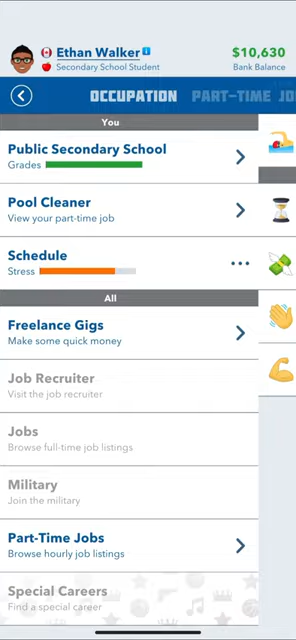 Ethan Walker
$10,630
Secondary School Student
Bank Balance
OCCUPATION
PART-TIME JO
You
Public Secondary School
Grades
Pool Cleaner
View your part-time job
Schedule
Stress
All
Freelance Gigs
Make some quick money
Job Recruiter
Visit the job recruiter
Jobs
Browse full-time job listings
Military
Join the military
Part-Time Jobs
Browse hourly job listings
Special Careers
Find a special career